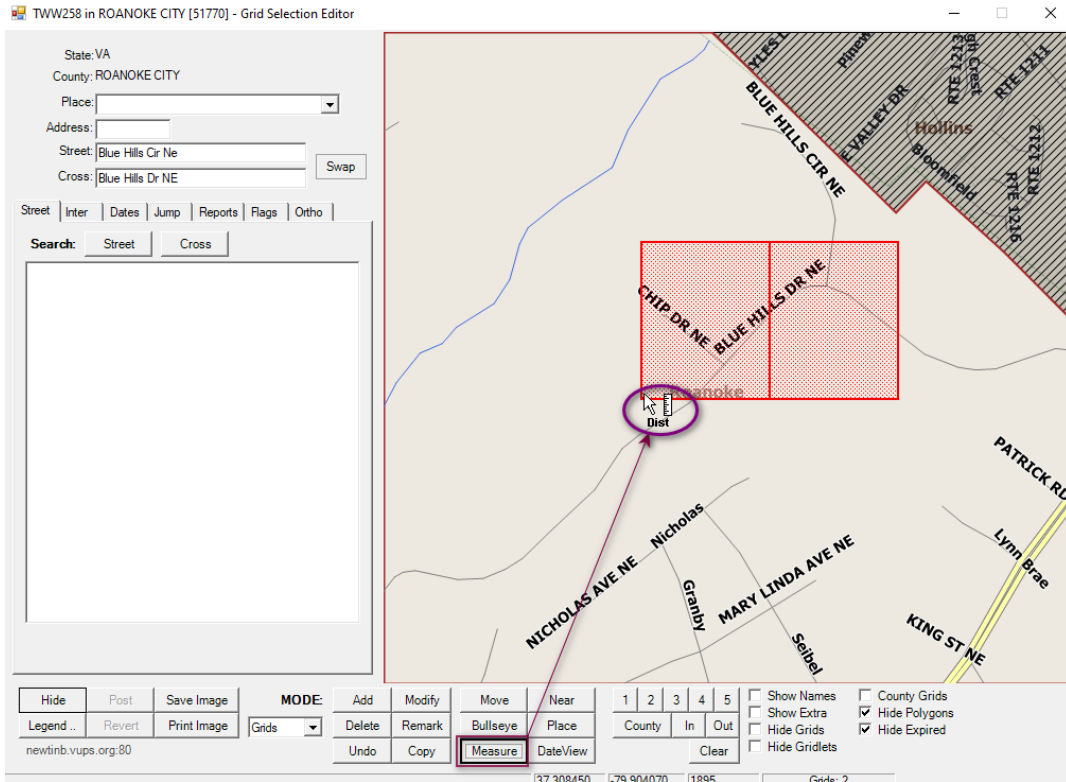 TWW258 in ROANOKE CITY [51770] - Grid Selection Editor
State: VA
County: ROANOKE CITY
Place:
Address:
Street: Blue Hills Cir Ne
Cross: Blue Hills Dr NE
Swap
Street Inter Dates Jump Reports Flags Ortho
Search: Street Cross
YLES
Pinew
RTE 1213
gh Crest
RTE 1211
BLUE HILLS CIR NE
E VALLEY DR
Hollins
Bloomfield
RTE 1212
RTE 1216
CHIP DR NE
BLUE HILLS DR NE
Roanoke
Dist
PATRICK RD
Nicholas
NICHOLAS AVE NE
Granby
MARY LINDA AVE NE
Seibel
Lynn Brae
KING ST NE
Hide Post Save Image MODE: Add Modify Move Near 1 2 3 4 5 Show Names County Grids
Legend .. Revert Print Image Grids Delete Remark Bullseye Place County In Out Show Extra Hide Polygons
newtinb.vups.org:80 Undo Copy Measure DateView Clear Hide Grids Hide Expired
Hide Gridlets
37.308450 -79.904070 1895 Grids: 2